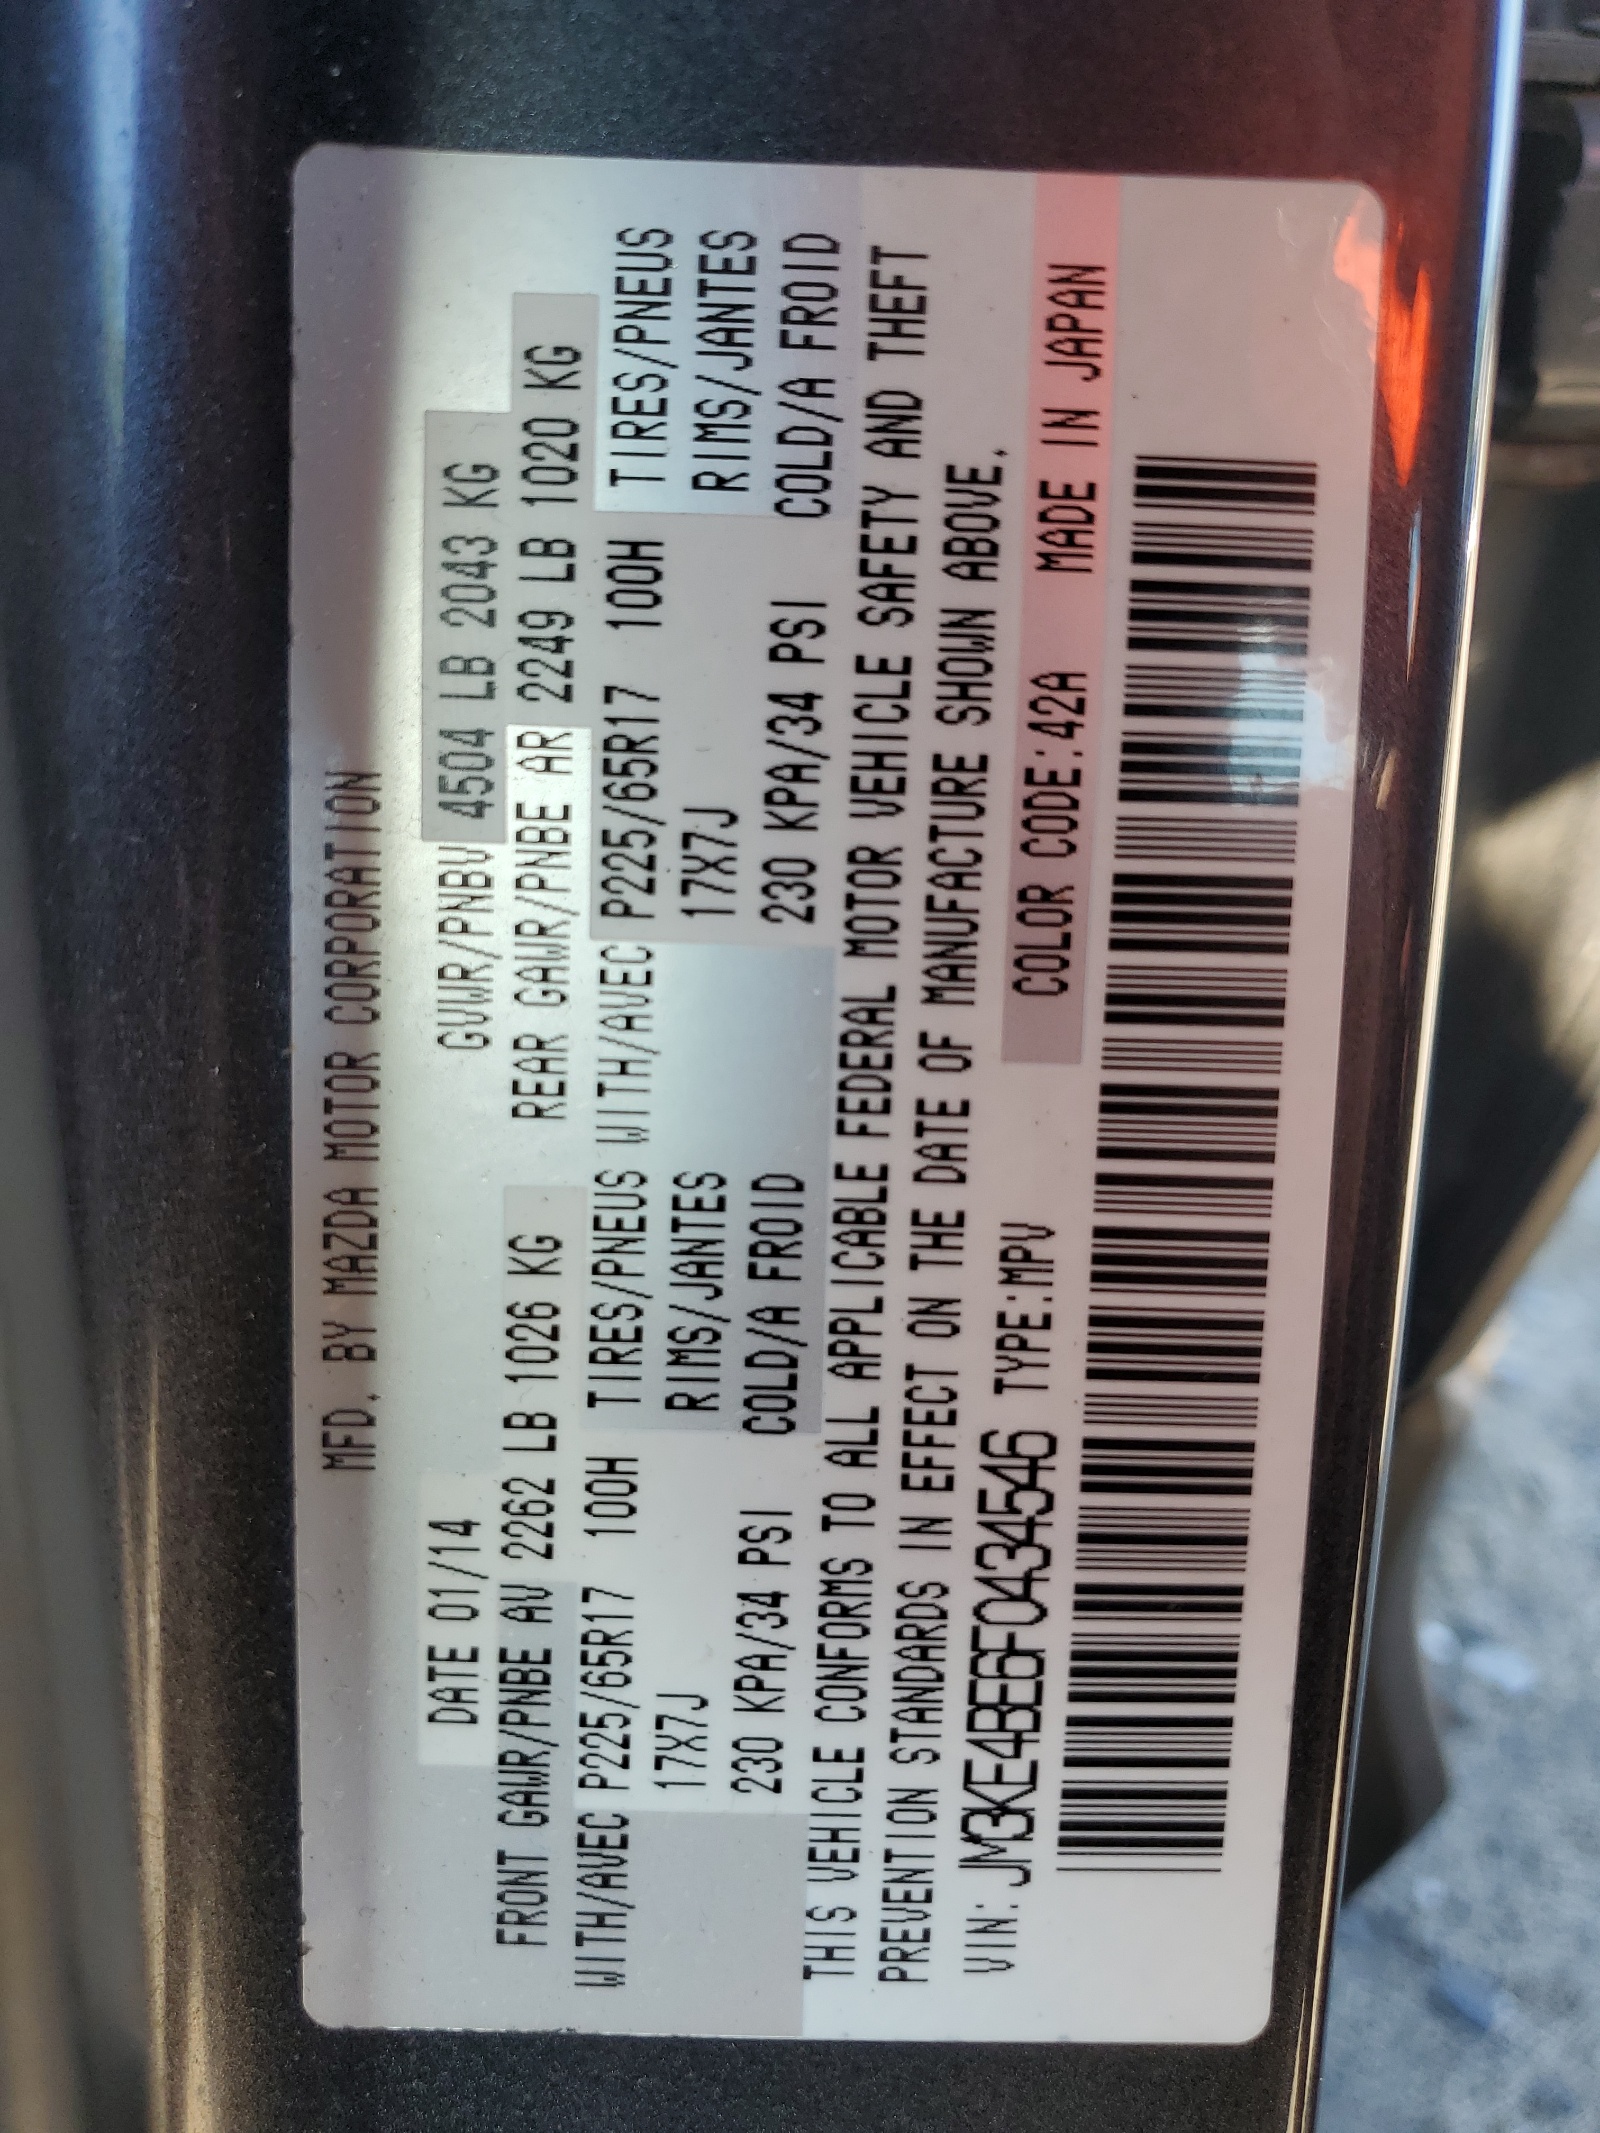 MFD. BY MAZDA MOTOR CORPORATION
DATE 01/14 GVWR/PNBV 4504 LB 2043 KG
FRONT GAWR/PNBE AV 2262 LB 1026 KG REAR GAWR/PNBE AR 2249 LB 1020 KG
WITH/AVEC P225/65R17 100H TIRES/PNEUS WITH/AVEC P225/65R17 100H TIRES/PNEUS
17X7J RIMS/JANTES 17X7J RIMS/JANTES
230 KPA/34 PSI COLD/A FROID 230 KPA/34 PSI COLD/A FROID
THIS VEHICLE CONFORMS TO ALL APPLICABLE FEDERAL MOTOR VEHICLE SAFETY AND THEFT
PREVENTION STANDARDS IN EFFECT ON THE DATE OF MANUFACTURE SHOWN ABOVE.
VIN: JM3KE4BE6F0434546 TYPE:MPV COLOR CODE:42A MADE IN JAPAN